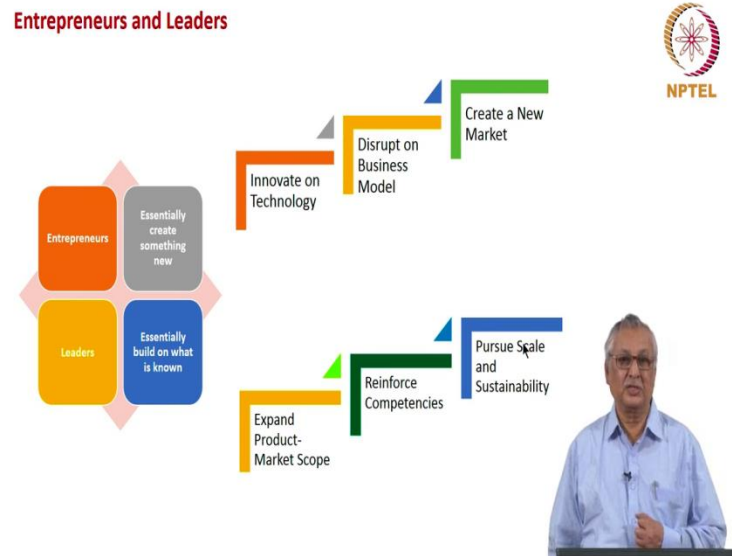 Entrepreneurs and Leaders
NPTEL
Entrepreneurs
Essentially
create
something
new
Leaders
Essentially
build on what
is known
Innovate on
Technology
Disrupt on
Business
Model
Create a New
Market
Expand
Product-
Market Scope
Reinforce
Competencies
Pursue Scale
and
Sustainability